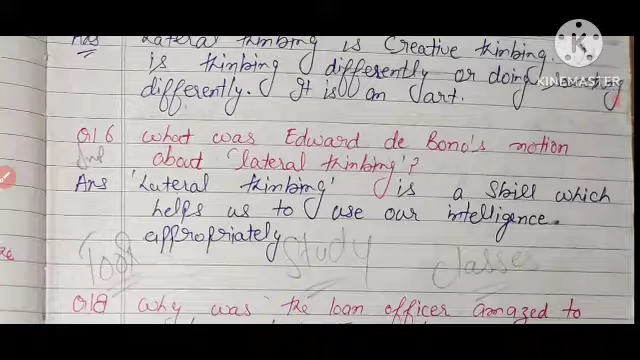 Ans Lateral thinking is creative thinking.
is thinking differently or doing
differently. It is an art.
KINEMASTER
Q16 What was Edward de Bono's notion
about 'lateral thinking'?
Ans 'Lateral thinking' is a skill which
helps us to use our intelligence
appropriately
Study Classes
Q18 Why was the loan officer amazed to